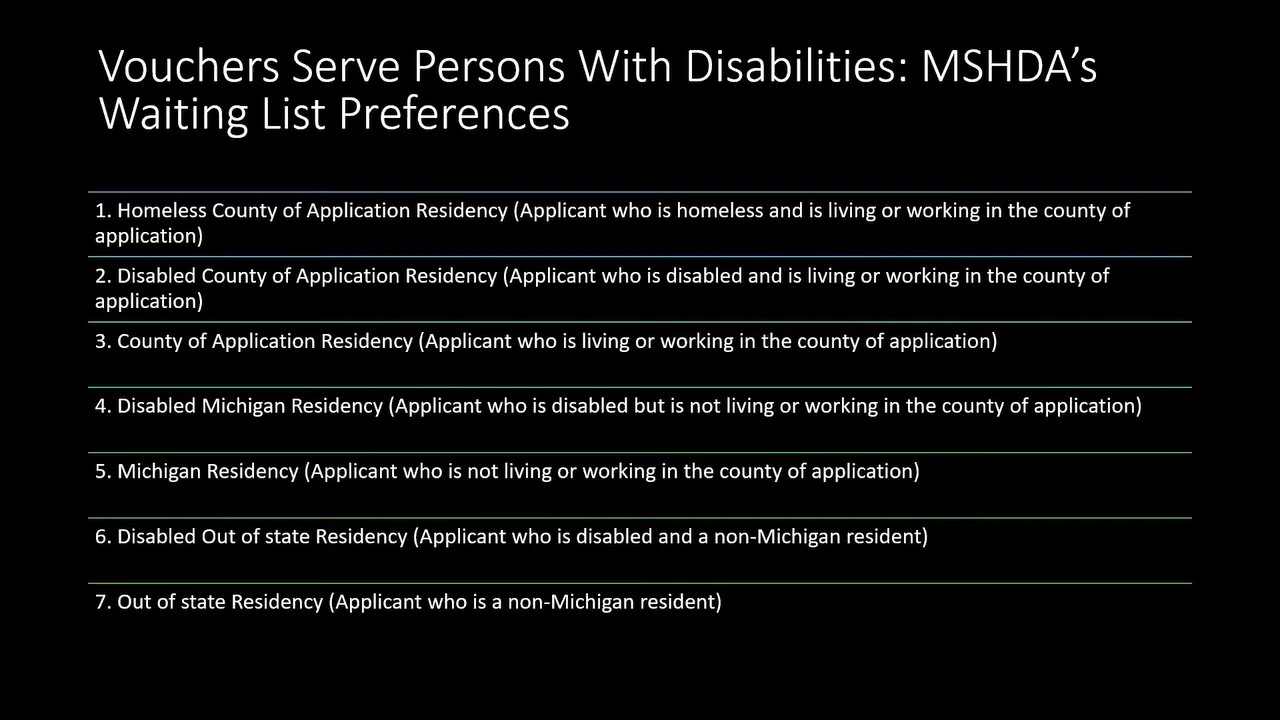 Vouchers Serve Persons With Disabilities: MSHDA’s
Waiting List Preferences
1. Homeless County of Application Residency (Applicant who is homeless and is living or working in the county of
application)
2. Disabled County of Application Residency (Applicant who is disabled and is living or working in the county of
application)
3. County of Application Residency (Applicant who is living or working in the county of application)
4. Disabled Michigan Residency (Applicant who is disabled but is not living or working in the county of application)
5. Michigan Residency (Applicant who is not living or working in the county of application)
6. Disabled Out of state Residency (Applicant who is disabled and a non-Michigan resident)
7. Out of state Residency (Applicant who is a non-Michigan resident)